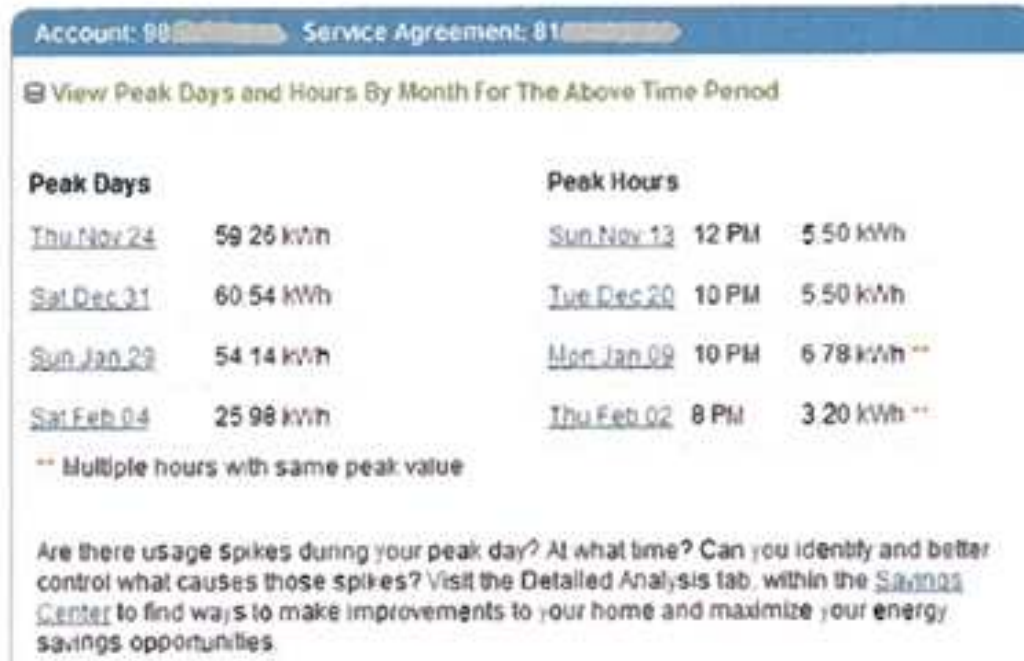 Account: 98 Service Agreement: 81
View Peak Days and Hours By Month For The Above Time Period
Peak Days Peak Hours
Thu Nov 24 59.26 kWh Sun Nov 13 12 PM 5.50 kWh
Sat Dec 31 60.54 kWh Tue Dec 20 10 PM 5.50 kWh
Sun Jan 29 54.14 kWh Mon Jan 09 10 PM 6.78 kWh **
Sat Feb 04 25.98 kWh Thu Feb 02 8 PM 3.20 kWh **
** Multiple hours with same peak value
Are there usage spikes during your peak day? At what time? Can you identify and better
control what causes those spikes? Visit the Detailed Analysis tab, within the Savings
Center to find ways to make improvements to your home and maximize your energy
savings opportunities.